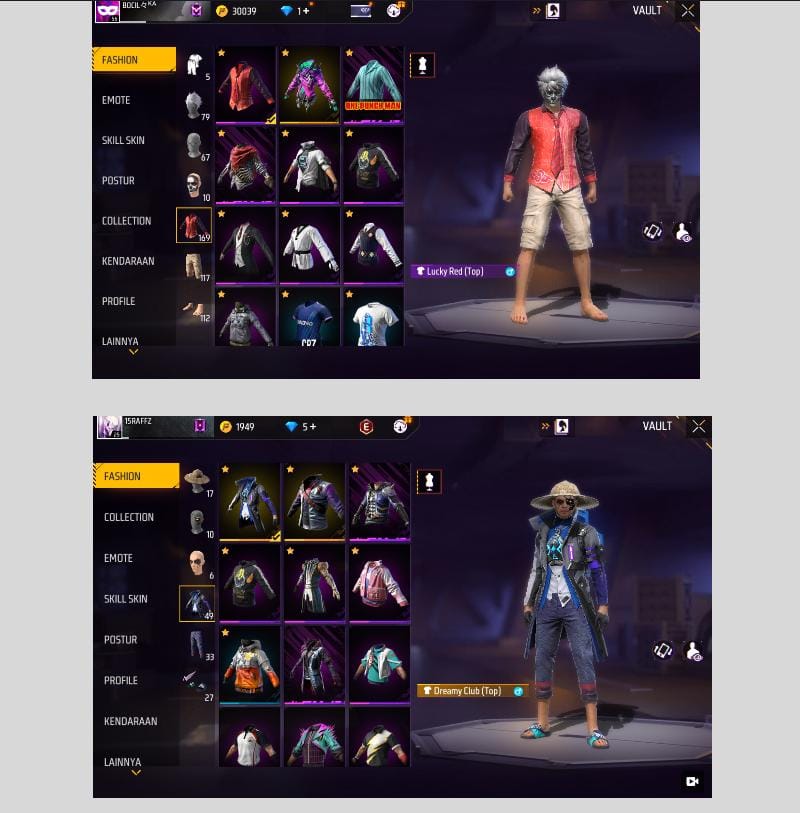 BOCIL々KA
59
30039
1+
VAULT
FASHION
5
EMOTE
79
SKILL SKIN
67
ONE PUNCH MAN
POSTUR
10
COLLECTION
169
KENDARAAN
117
Lucky Red (Top)
PROFILE
112
LAINNYA
CR7
15RAFFZ
1949
5+
E
VAULT
FASHION
17
COLLECTION
10
EMOTE
6
SKILL SKIN
49
POSTUR
33
PROFILE
27
Dreamy Club (Top)
KENDARAAN
LAINNYA